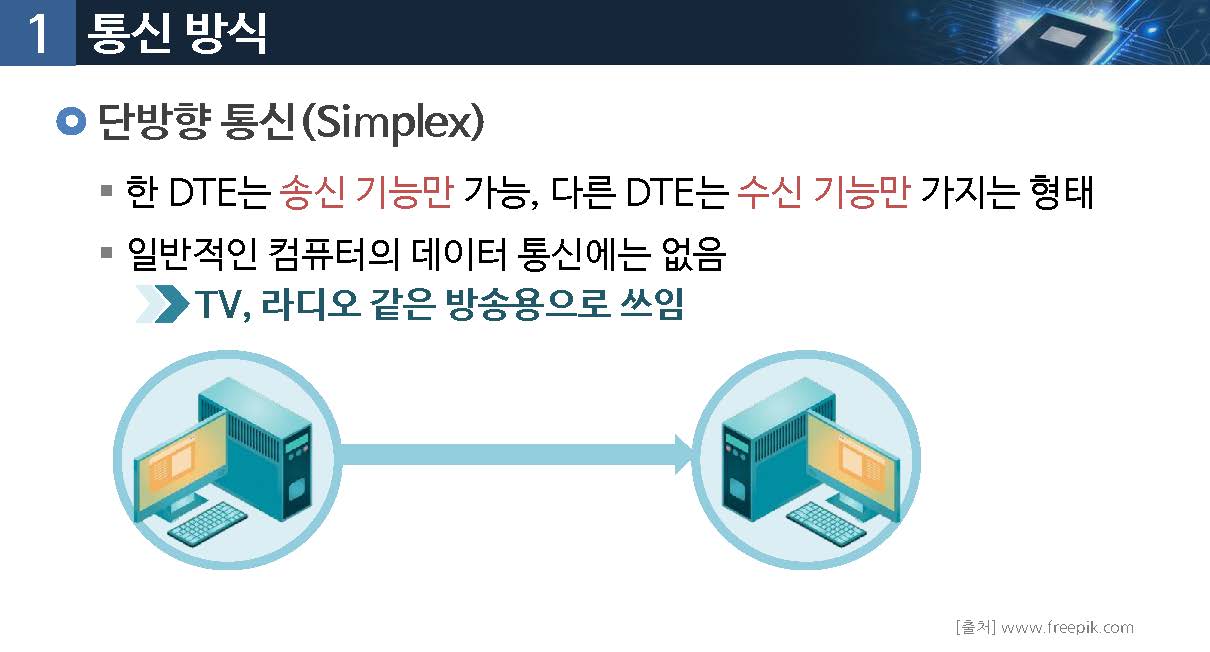 1 통신 방식
단방향 통신(Simplex)
한 DTE는 송신 기능만 가능, 다른 DTE는 수신 기능만 가지는 형태
일반적인 컴퓨터의 데이터 통신에는 없음
TV, 라디오 같은 방송용으로 쓰임
[출처] www.freepik.com